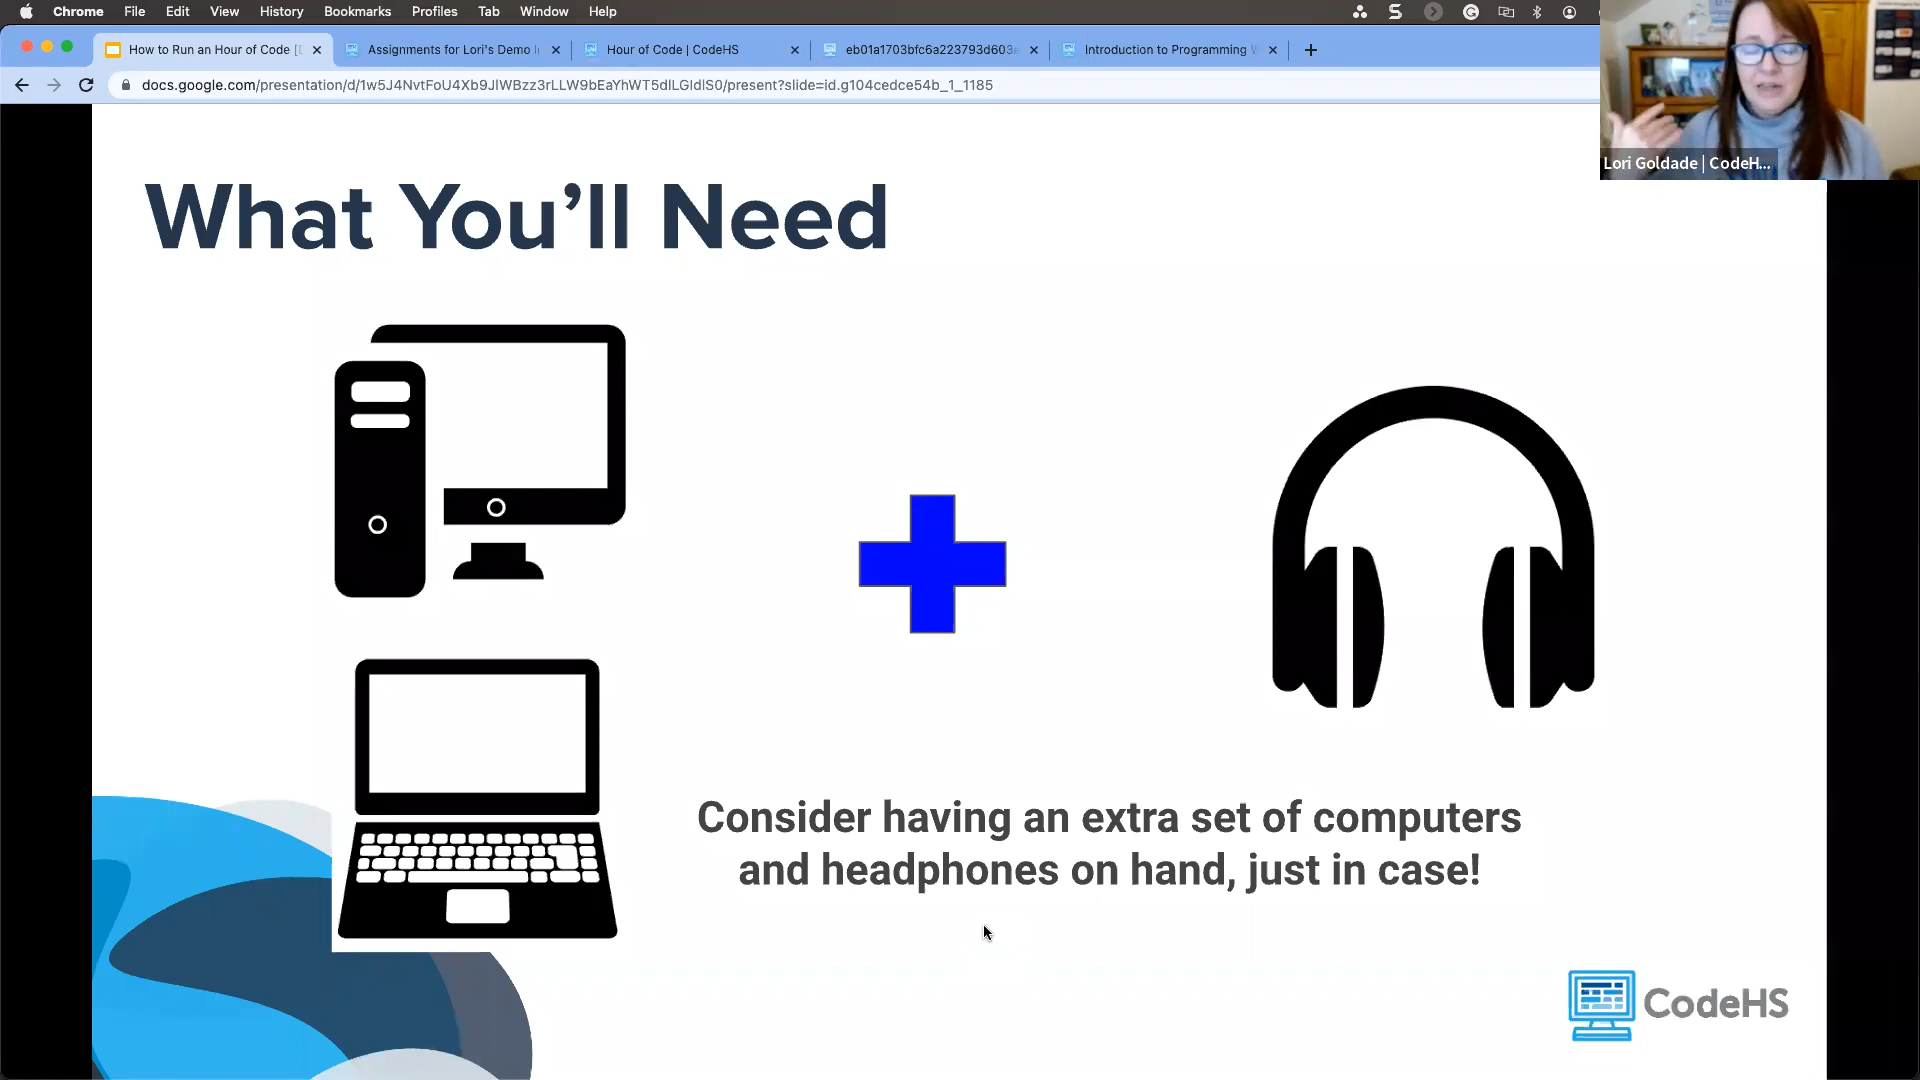 Chrome File Edit View History Bookmarks Profiles Tab Window Help
How to Run an Hour of Code [
Assignments for Lori's Demo
Hour of Code | CodeHS
eb01a1703bfc6a223793d603
Introduction to Programming
docs.google.com/presentation/d/1w5J4NvtFoU4Xb9JlWBzz3rLLW9bEaYhWT5dlLGIdlS0/present?slide=id.g104cedce54b_1_1185
Lori Goldade | CodeH...
What You’ll Need
Consider having an extra set of computers
and headphones on hand, just in case!
CodeHS